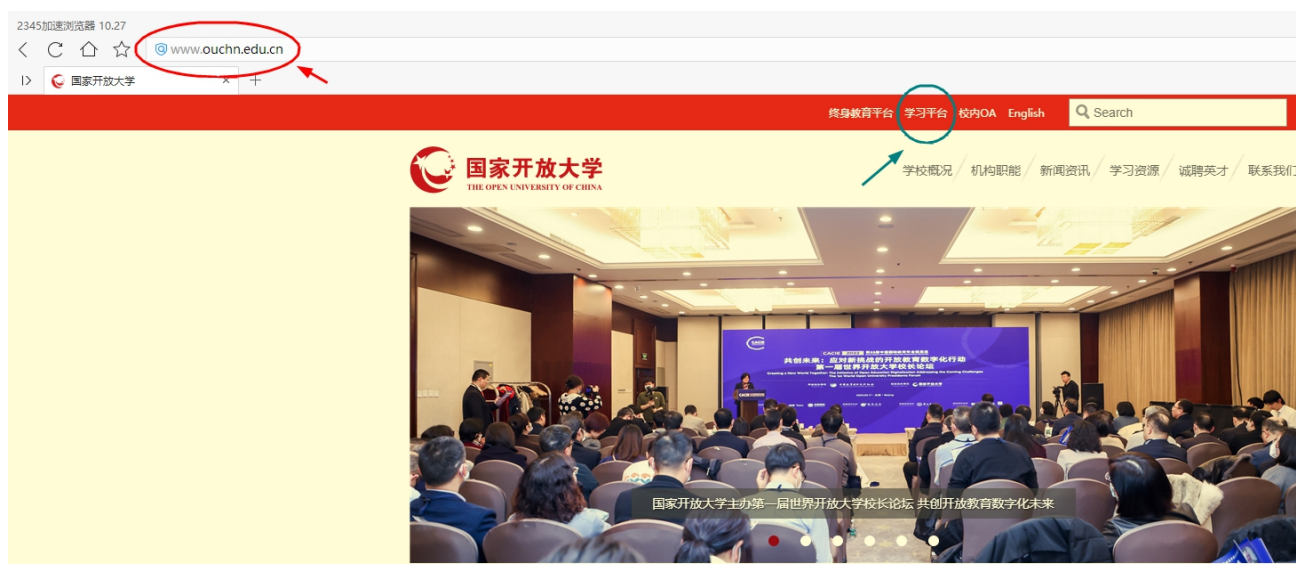 2345加速浏览器 10.27
www.ouchn.edu.cn
国家开放大学
终身教育平台 学习平台 校内OA English Search
国家开放大学
THE OPEN UNIVERSITY OF CHINA
学校概况 / 机构职能 / 新闻资讯 / 学习资源 / 诚聘英才 / 联系我们
CACIE
共创未来：应对新挑战的开放教育数字化行动
第一届世界开放大学校长论坛
国家开放大学主办第一届世界开放大学校长论坛 共创开放教育数字化未来